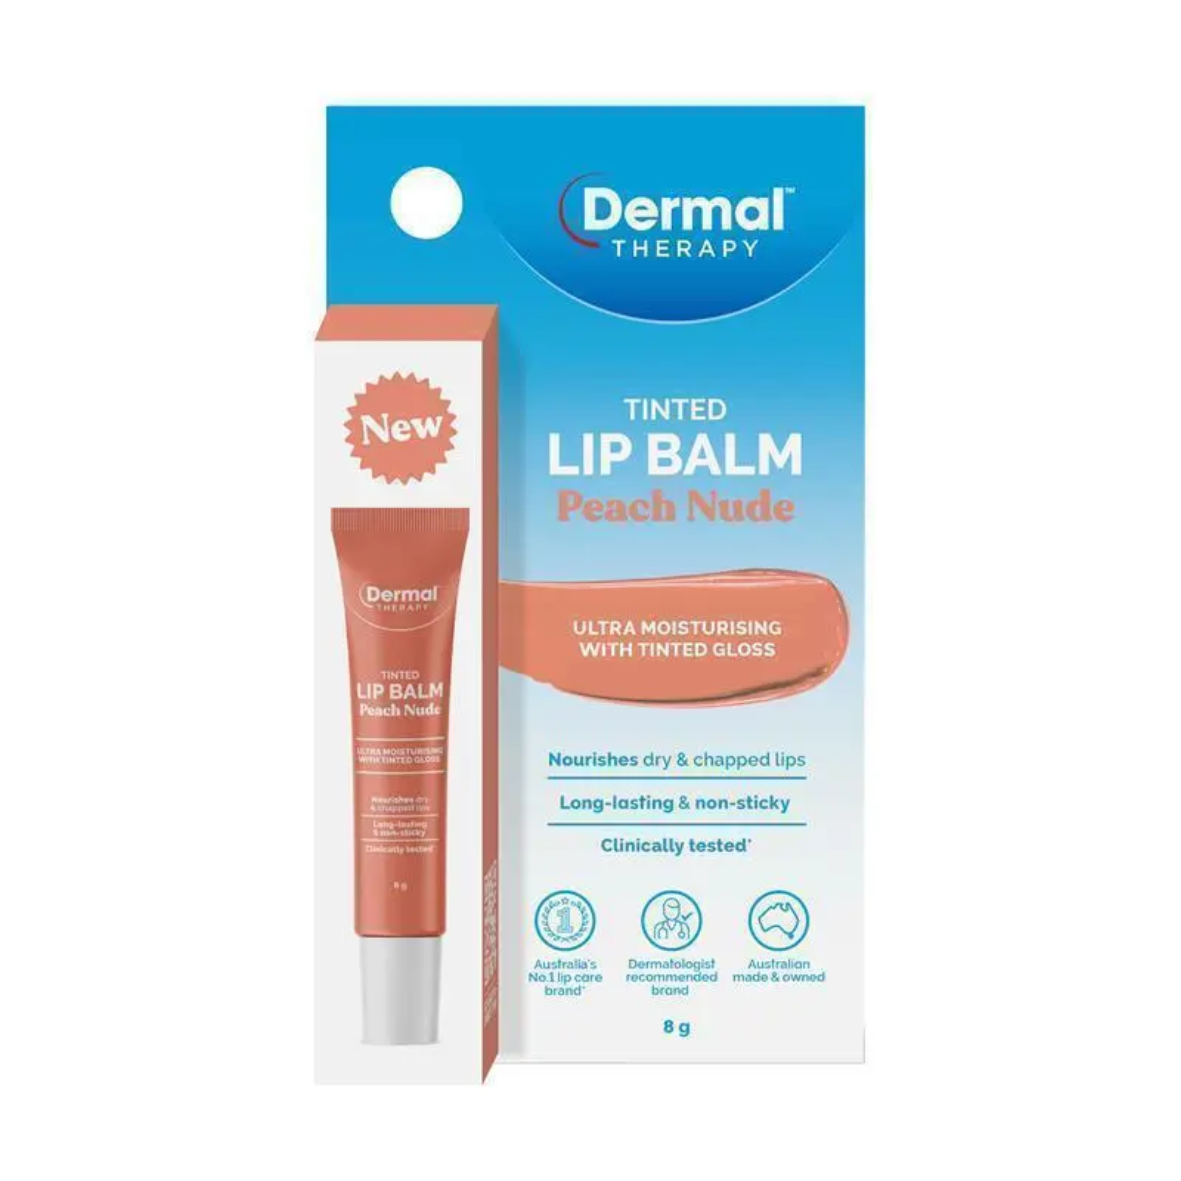 Dermal™
THERAPY
TINTED
LIP BALM
Peach Nude
ULTRA MOISTURISING
WITH TINTED GLOSS
Nourishes dry & chapped lips
Long-lasting & non-sticky
Clinically tested*
Australia's
No.1 lip care
brand*
Dermatologist
recommended
brand
Australian
made & owned
8 g
New
Dermal
THERAPY
TINTED
LIP BALM
Peach Nude
ULTRA MOISTURISING
WITH TINTED GLOSS
Nourishes dry
& chapped lips
Long-lasting
& non-sticky
Clinically tested*
8 g